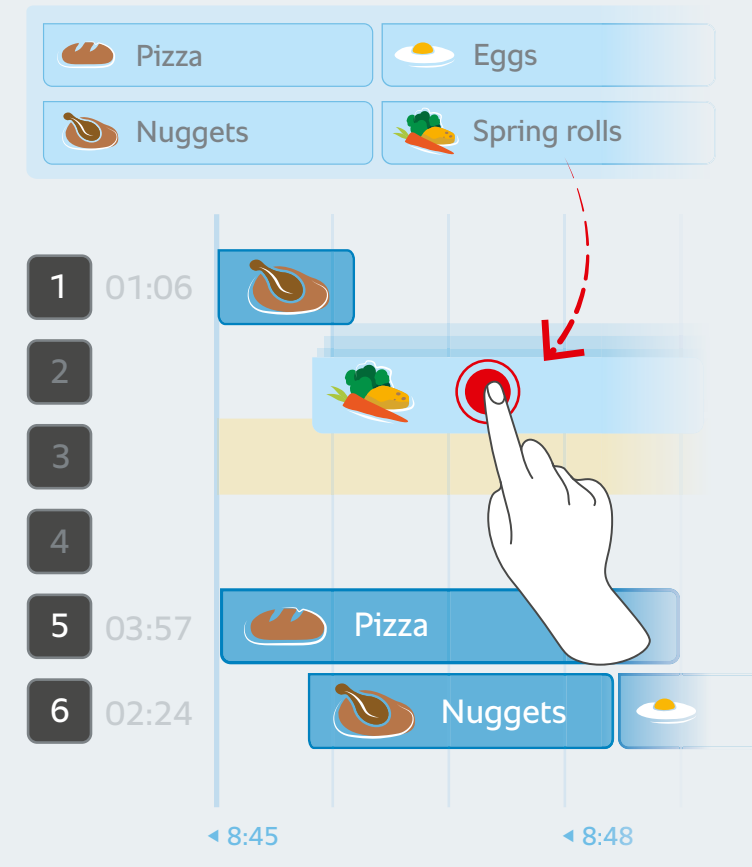 Pizza
Eggs
Nuggets
Spring rolls
1 01:06
2
3
4
5 03:57 Pizza
6 02:24 Nuggets
8:45 8:48